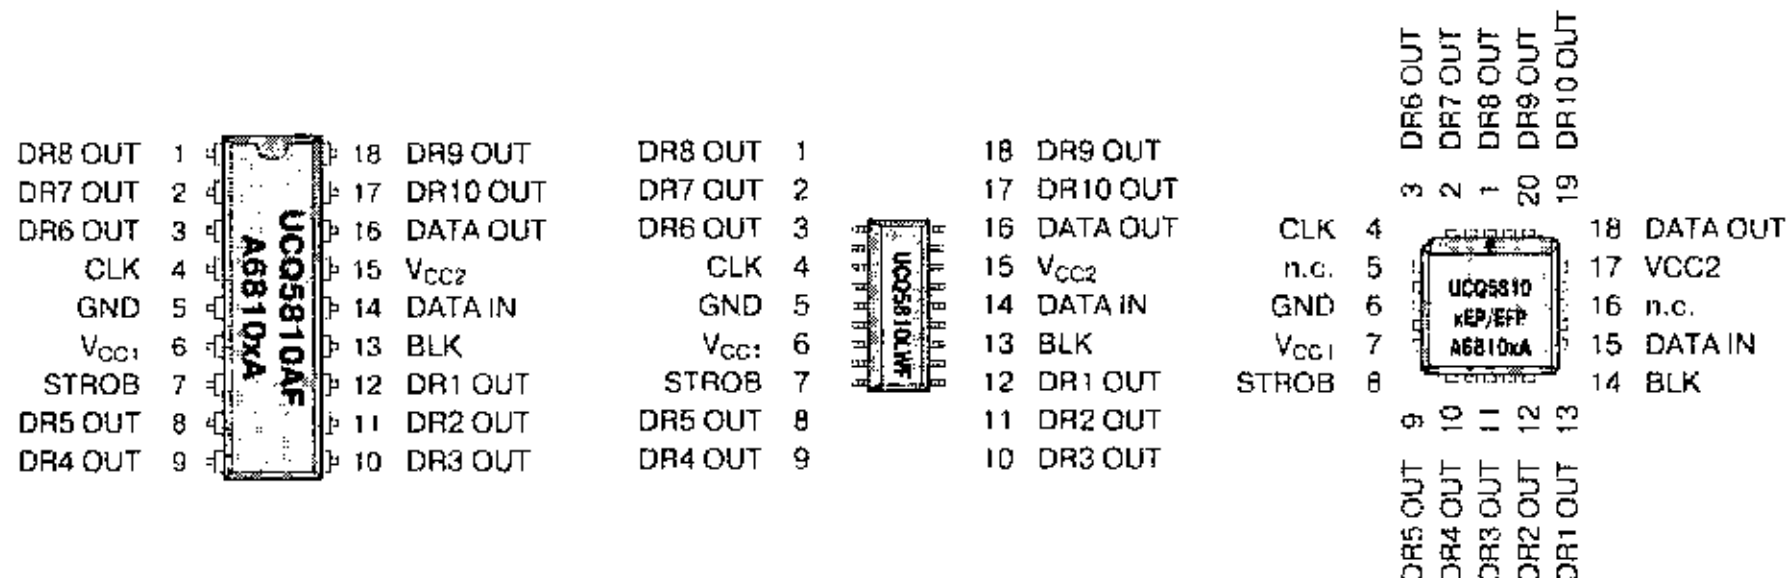 DR8 OUT 1 18 DR9 OUT
DR7 OUT 2 17 DR10 OUT
DR6 OUT 3 16 DATA OUT
CLK 4 15 VCC2
GND 5 14 DATA IN
VCC1 6 13 BLK
STROB 7 12 DR1 OUT
DR5 OUT 8 11 DR2 OUT
DR4 OUT 9 10 DR3 OUT
UCQ5810AF
A6810xA
DR8 OUT 1 18 DR9 OUT
DR7 OUT 2 17 DR10 OUT
DR6 OUT 3 16 DATA OUT
CLK 4 15 VCC2
GND 5 14 DATA IN
VCC1 6 13 BLK
STROB 7 12 DR1 OUT
DR5 OUT 8 11 DR2 OUT
DR4 OUT 9 10 DR3 OUT
UCQ5810LWF
DR6 OUT 3
DR7 OUT 2
DR8 OUT 1
DR9 OUT 20
DR10 OUT 19
CLK 4 18 DATA OUT
n.c. 5 17 VCC2
GND 6 16 n.c.
VCC1 7 15 DATA IN
STROB 8 14 BLK
UCQ5810
xEP/EFP
A6810xA
DR5 OUT 9
DR4 OUT 10
DR3 OUT 11
DR2 OUT 12
DR1 OUT 13